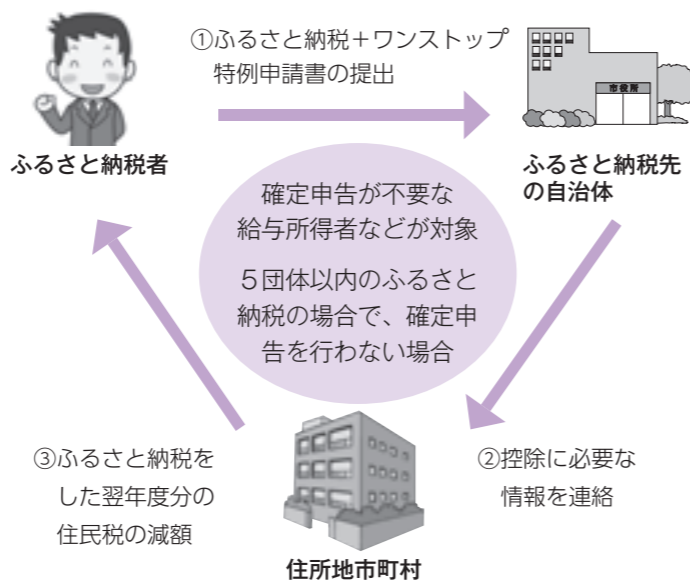 ①ふるさと納税+ワンストップ
特例申請書の提出
市役所
ふるさと納税者
ふるさと納税先
の自治体
確定申告が不要な
給与所得者などが対象
5団体以内のふるさと
納税の場合で、確定申
告を行わない場合
③ふるさと納税を
した翌年度分の
住民税の減額
②控除に必要な
情報を連絡
住所地市町村